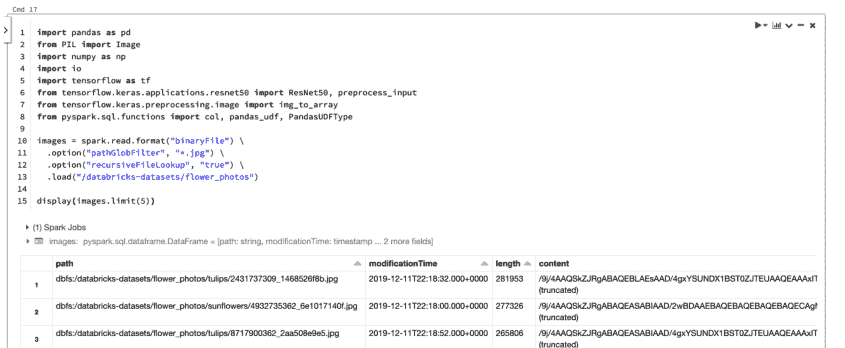 Cmd 17
1 import pandas as pd
2 from PIL import Image
3 import numpy as np
4 import io
5 import tensorflow as tf
6 from tensorflow.keras.applications.resnet50 import ResNet50, preprocess_input
7 from tensorflow.keras.preprocessing.image import img_to_array
8 from pyspark.sql.functions import col, pandas_udf, PandasUDFType
9
10 images = spark.read.format("binaryFile") \
11 .option("pathGlobFilter", "*.jpg") \
12 .option("recursiveFileLookup", "true") \
13 .load("/databricks-datasets/flower_photos")
14
15 display(images.limit(5))
(1) Spark Jobs
images: pyspark.sql.dataframe.DataFrame = [path: string, modificationTime: timestamp ... 2 more fields]
path modificationTime length content
1 dbfs:/databricks-datasets/flower_photos/tulips/2431737309_1468526f8b.jpg 2019-12-11T22:18:32.000+0000 281953 /9j/4AAQSkZJRgABAQEBLAEsAAD/4gxYSUNDX1BST0ZJTEUAAQEAAAxIT
(truncated)
2 dbfs:/databricks-datasets/flower_photos/sunflowers/4932735362_6e1017140f.jpg 2019-12-11T22:18:00.000+0000 277326 /9j/4AAQSkZJRgABAQEASABIAAD/2wBDAAEBAQEBAQEBAQEBAQECAgM
(truncated)
3 dbfs:/databricks-datasets/flower_photos/tulips/8717900362_2aa508e9e5.jpg 2019-12-11T22:18:52.000+0000 265806 /9j/4AAQSkZJRgABAQEASABIAAD/4gxYSUNDX1BST0ZJTEUAAQEAAAxIT
(truncated)